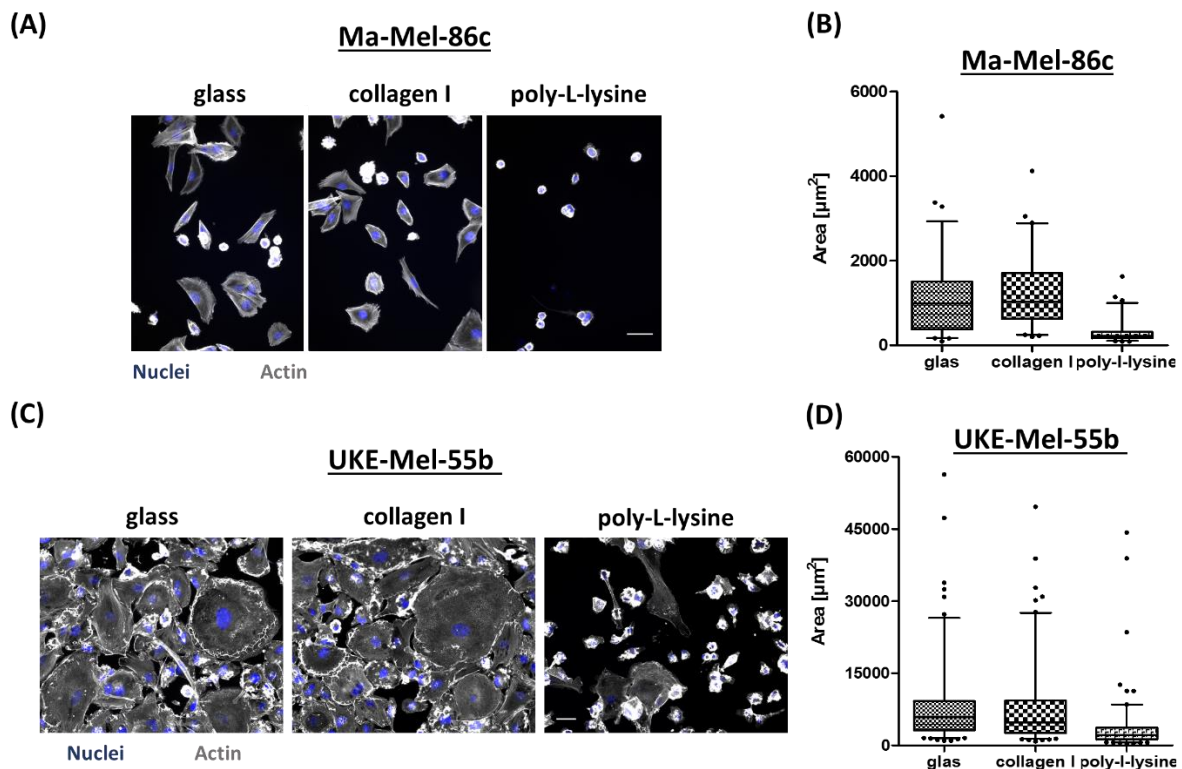 (A)
Ma-Mel-86c
glass collagen I poly-L-lysine
Nuclei Actin
(B)
Ma-Mel-86c
Area [µm²]
6000
4000
2000
0
glas collagen I poly-l-lysine
(C)
UKE-Mel-55b
glass collagen I poly-L-lysine
Nuclei Actin
(D)
UKE-Mel-55b
Area [µm²]
60000
45000
30000
15000
0
glas collagen I poly-l-lysine